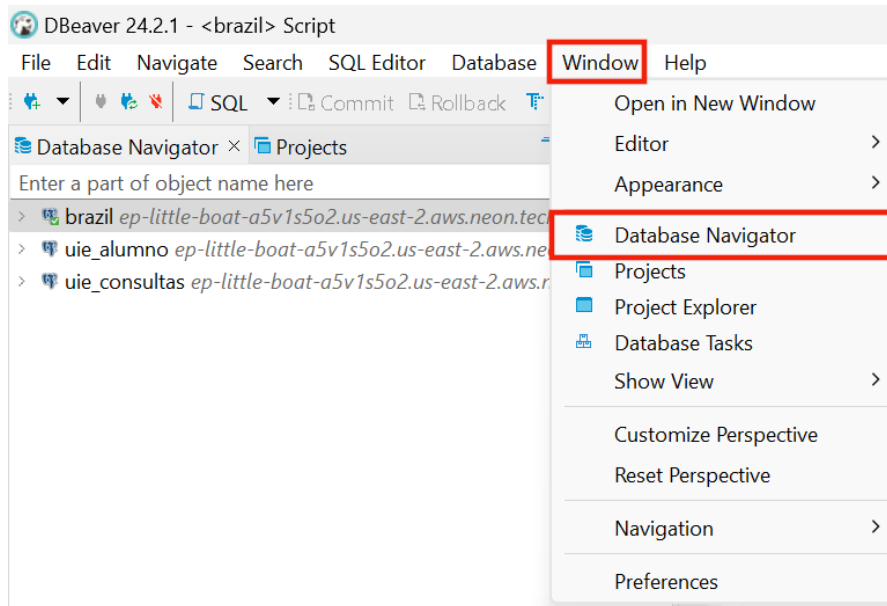 DBeaver 24.2.1 - <brazil> Script
File Edit Navigate Search SQL Editor Database Window Help
SQL Commit Rollback
Database Navigator Projects
Enter a part of object name here
brazil ep-little-boat-a5v1s5o2.us-east-2.aws.neon.tec
uie_alumno ep-little-boat-a5v1s5o2.us-east-2.aws.ne
uie_consultas ep-little-boat-a5v1s5o2.us-east-2.aws.
Open in New Window
Editor
Appearance
Database Navigator
Projects
Project Explorer
Database Tasks
Show View
Customize Perspective
Reset Perspective
Navigation
Preferences